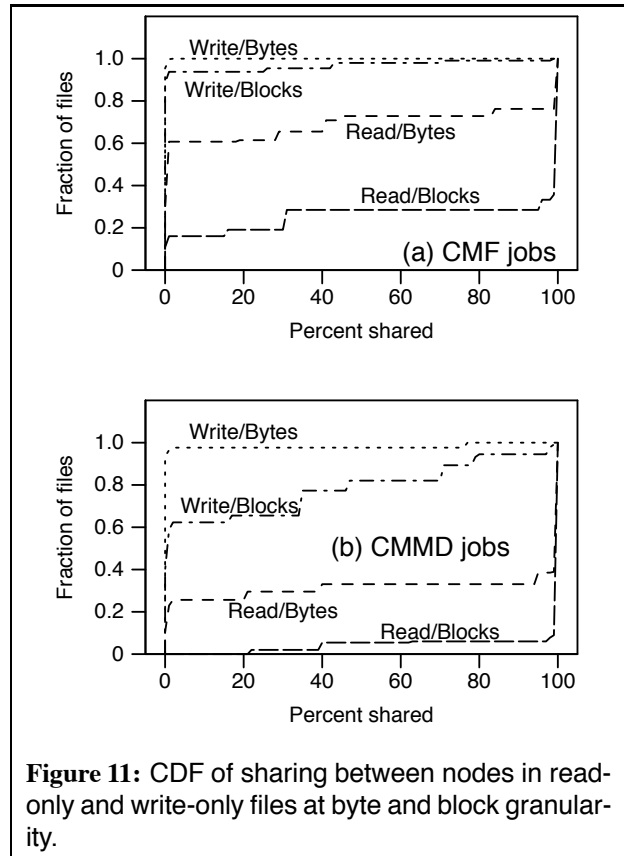 1.0
Write/Bytes
0.8
Write/Blocks
0.6
Read/Bytes
0.4
Read/Blocks
0.2
(a) CMF jobs
0
Fraction of files
0 20 40 60 80 100
Percent shared
1.0
Write/Bytes
0.8
Write/Blocks
0.6
(b) CMMD jobs
0.4
Read/Bytes
0.2
Read/Blocks
0
Fraction of files
0 20 40 60 80 100
Percent shared
Figure 11: CDF of sharing between nodes in read-
only and write-only files at byte and block granular-
ity.